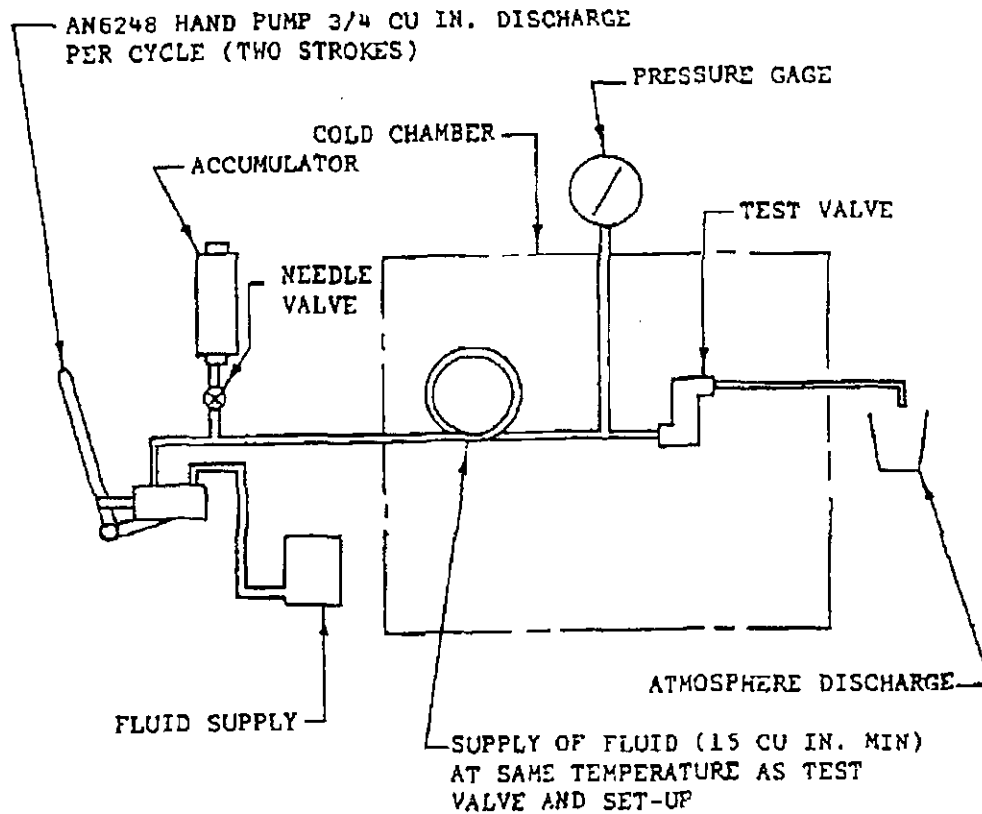 AN6248 HAND PUMP 3/4 CU IN. DISCHARGE
PER CYCLE (TWO STROKES)
PRESSURE GAGE
COLD CHAMBER
ACCUMULATOR
TEST VALVE
NEEDLE
VALVE
ATMOSPHERE DISCHARGE
FLUID SUPPLY
SUPPLY OF FLUID (15 CU IN. MIN)
AT SAME TEMPERATURE AS TEST
VALVE AND SET-UP